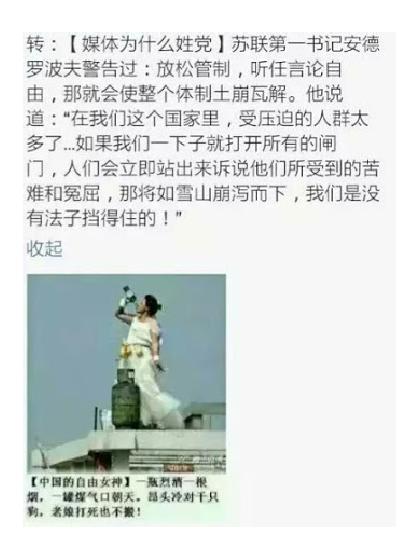 转：【媒体为什么姓党】苏联第一书记安德
罗波夫警告过：放松管制，听任言论自
由，那就会使整个体制土崩瓦解。他说
道：“在我们这个国家里，受压迫的人群太
多了...如果我们一下子就打开所有的闸
门，人们会立即站出来诉说他们所受到的苦
难和冤屈，那将如雪山崩泻而下，我们是没
有法子挡得住的！”
收起
【中国的自由女神】一瓶烈酒一根
烟，一罐煤气口朝天。昂头冷对千只
狗，老娘打死也不搬！